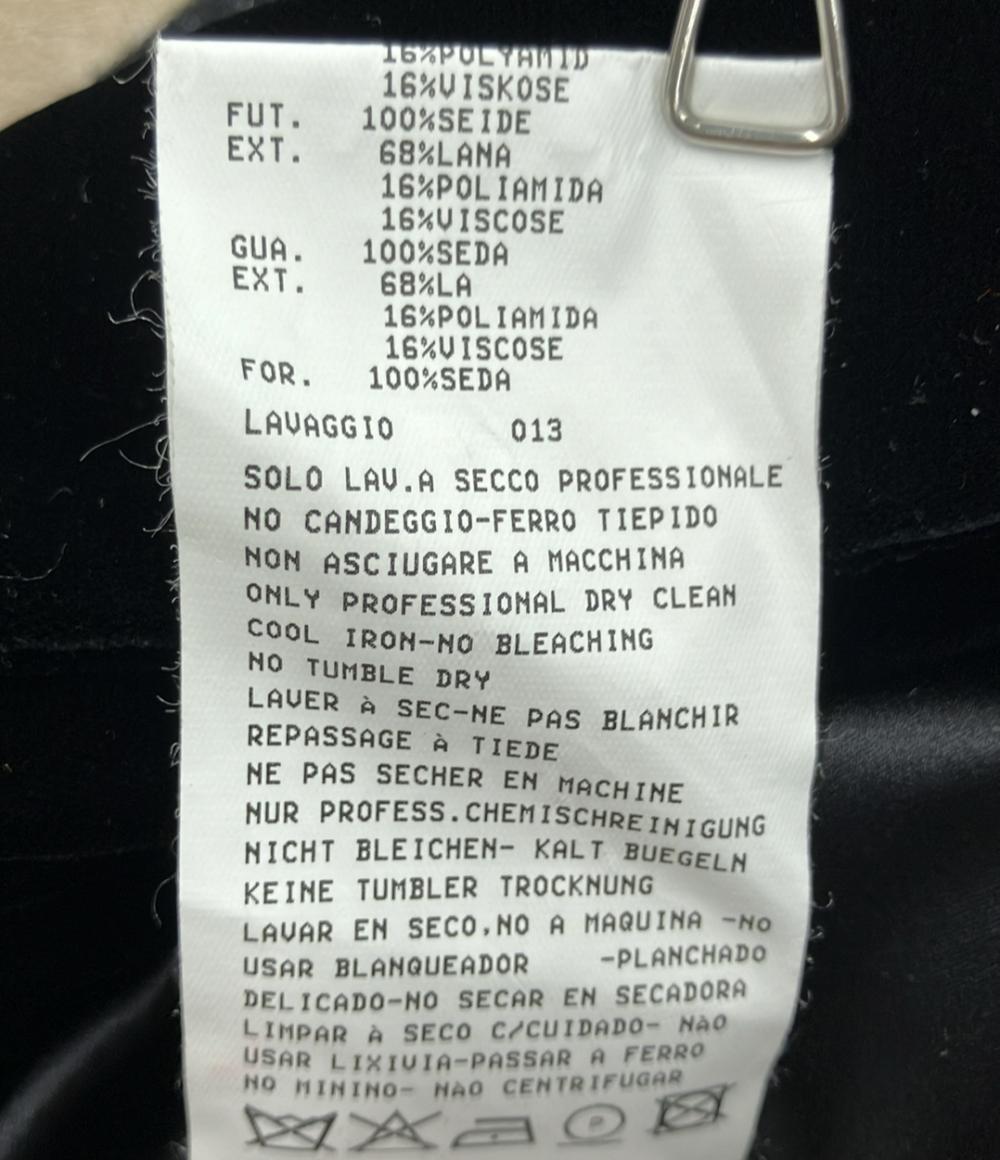 16%POLYAMID
16%VISKOSE
FUT. 100%SEIDE
EXT. 68%LANA
16%POLIAMIDA
16%VISCOSE
GUA. 100%SEDA
EXT. 68%LA
16%POLIAMIDA
16%VISCOSE
FOR. 100%SEDA
LAVAGGIO 013
SOLO LAV.A SECCO PROFESSIONALE
NO CANDEGGIO-FERRO TIEPIDO
NON ASCIUGARE A MACCHINA
ONLY PROFESSIONAL DRY CLEAN
COOL IRON-NO BLEACHING
NO TUMBLE DRY
LAVER à SEC-NE PAS BLANCHIR
REPASSAGE à TIEDE
NE PAS SECHER EN MACHINE
NUR PROFESS.CHEMISCHREINIGUNG
NICHT BLEICHEN- KALT BUEGELN
KEINE TUMBLER TROCKNUNG
LAVAR EN SECO,NO A MAQUINA -NO
USAR BLANQUEADOR -PLANCHADO
DELICADO-NO SECAR EN SECADORA
LIMPAR à SECO C/CUIDADO- NãO
USAR LIXIVIA-PASSAR A FERRO
NO MININO- NãO CENTRIFUGAR
P